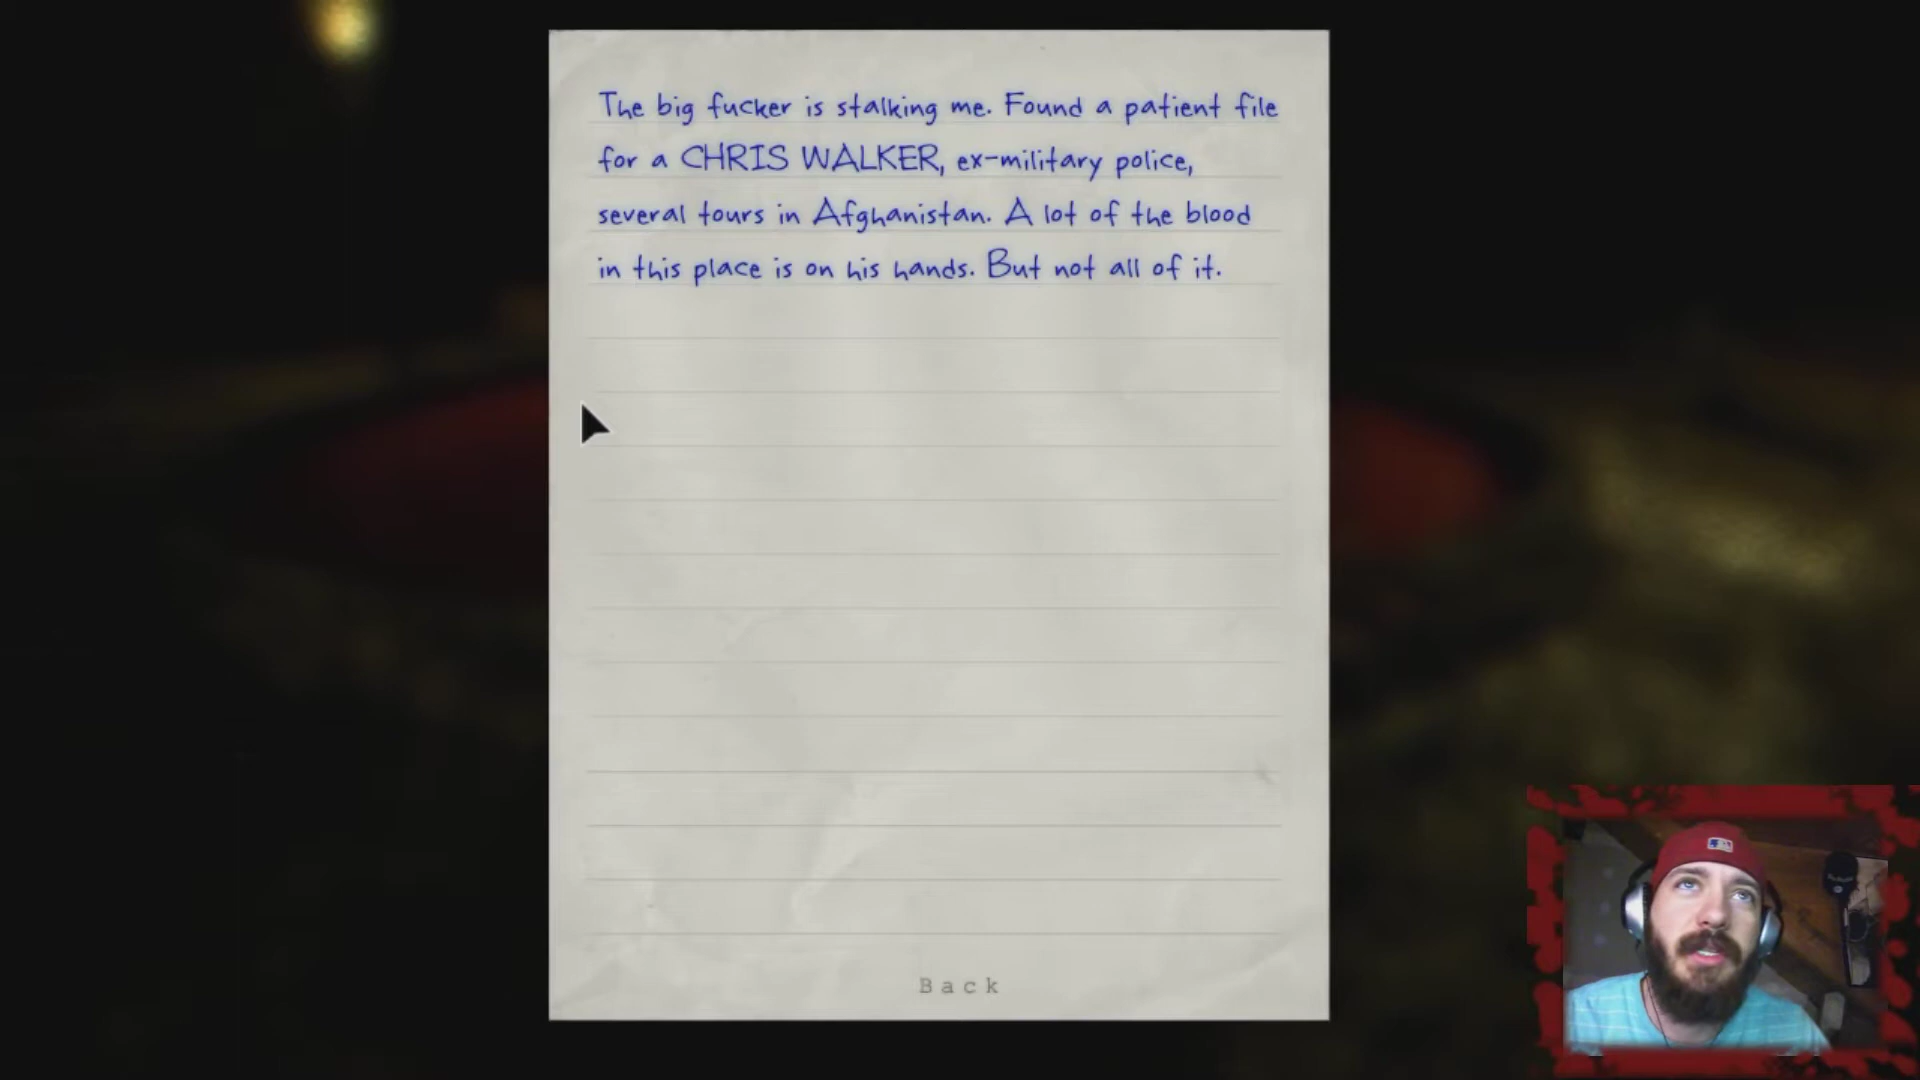 The big fucker is stalking me. Found a patient file
for a CHRIS WALKER, ex-military police,
several tours in Afghanistan. A lot of the blood
in this place is on his hands. But not all of it.
Back